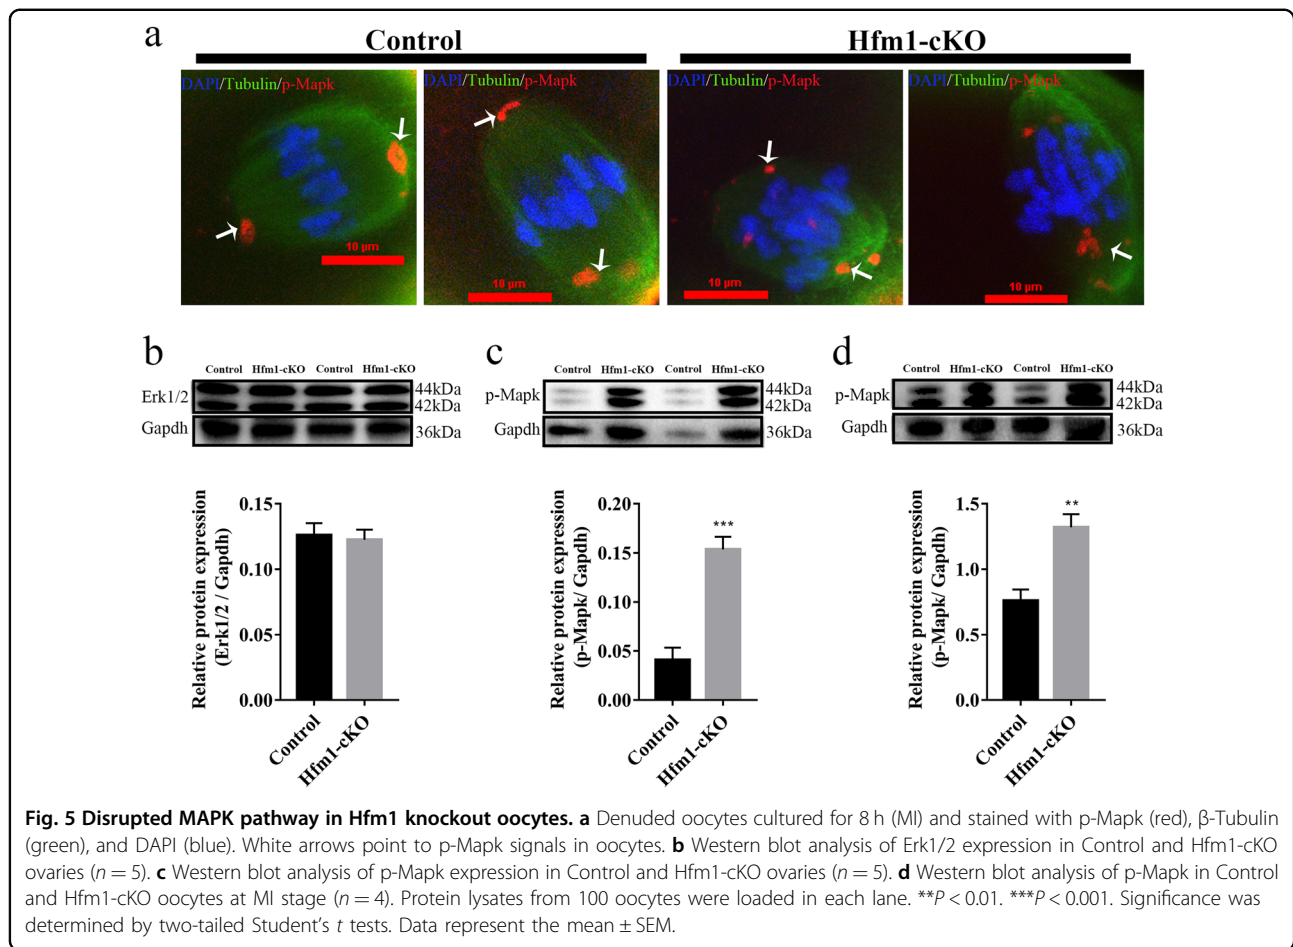 a
Control
Hfm1-cKO
DAPI/Tubulin/p-Mapk
DAPI/Tubulin/p-Mapk
DAPI/Tubulin/p-Mapk
DAPI/Tubulin/p-Mapk
10 µm
10 µm
10 µm
10 µm
b
Control Hfm1-cKO Control Hfm1-cKO
Erk1/2
44kDa
42kDa
Gapdh
36kDa
Relative protein expression
(Erk1/2 / Gapdh)
0.15
0.10
0.05
0.00
Control
Hfm1-cKO
c
Control Hfm1-cKO Control Hfm1-cKO
p-Mapk
44kDa
42kDa
Gapdh
36kDa
Relative protein expression
(p-Mapk/ Gapdh)
0.20
0.15
0.10
0.05
0.00
***
Control
Hfm1-cKO
d
Control Hfm1-cKO Control Hfm1-cKO
p-Mapk
44kDa
42kDa
Gapdh
36kDa
Relative protein expression
(p-Mapk/ Gapdh)
1.5
1.0
0.5
0.0
**
Control
Hfm1-cKO
Fig. 5 Disrupted MAPK pathway in Hfm1 knockout oocytes. a Denuded oocytes cultured for 8 h (MI) and stained with p-Mapk (red), β-Tubulin
(green), and DAPI (blue). White arrows point to p-Mapk signals in oocytes. b Western blot analysis of Erk1/2 expression in Control and Hfm1-cKO
ovaries (n = 5). c Western blot analysis of p-Mapk expression in Control and Hfm1-cKO ovaries (n = 5). d Western blot analysis of p-Mapk in Control
and Hfm1-cKO oocytes at MI stage (n = 4). Protein lysates from 100 oocytes were loaded in each lane. **P < 0.01. ***P < 0.001. Significance was
determined by two-tailed Student's t tests. Data represent the mean ± SEM.